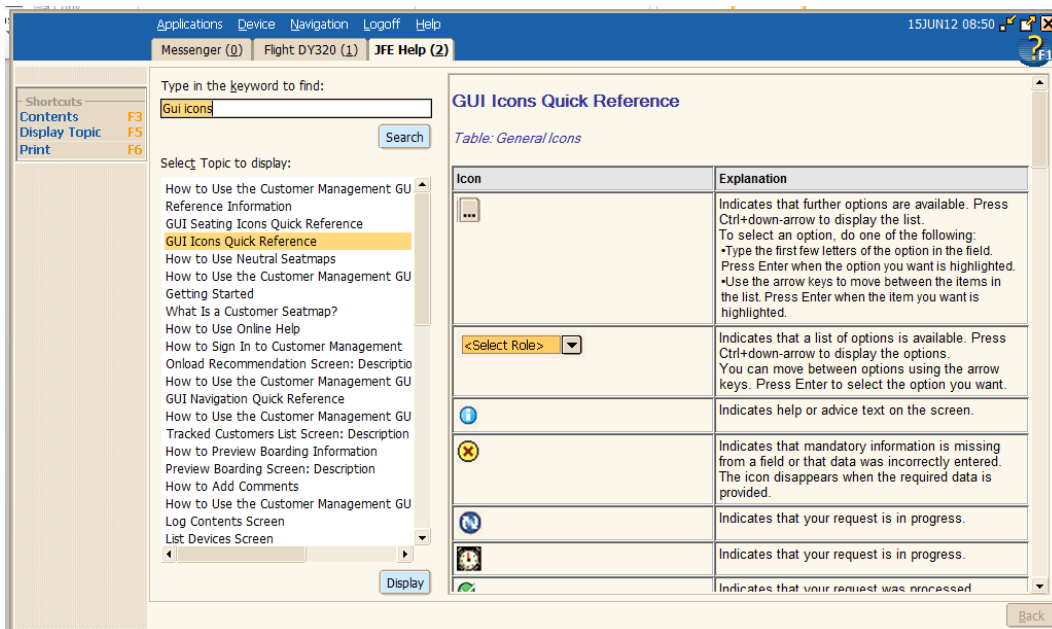 Applications Device Navigation Logoff Help
15JUN12 08:50
Messenger (0)
Flight DY320 (1)
JFE Help (2)
?F1
Shortcuts
Contents F3
Display Topic F5
Print F6
Type in the keyword to find:
Gui icons
Search
Select Topic to display:
How to Use the Customer Management GU
Reference Information
GUI Seating Icons Quick Reference
GUI Icons Quick Reference
How to Use Neutral Seatmaps
How to Use the Customer Management GU
Getting Started
What Is a Customer Seatmap?
How to Use Online Help
How to Sign In to Customer Management
Onload Recommendation Screen: Descriptio
How to Use the Customer Management GU
GUI Navigation Quick Reference
How to Use the Customer Management GU
Tracked Customers List Screen: Description
How to Preview Boarding Information
Preview Boarding Screen: Description
How to Add Comments
How to Use the Customer Management GU
Log Contents Screen
List Devices Screen
Display
GUI Icons Quick Reference
Table: General Icons
Icon
Explanation
...
Indicates that further options are available. Press
Ctrl+down-arrow to display the list.
To select an option, do one of the following:
•Type the first few letters of the option in the field.
Press Enter when the option you want is highlighted.
•Use the arrow keys to move between the items in
the list. Press Enter when the item you want is
highlighted.
<Select Role>
Indicates that a list of options is available. Press
Ctrl+down-arrow to display the options.
You can move between options using the arrow
keys. Press Enter to select the option you want.
Indicates help or advice text on the screen.
Indicates that mandatory information is missing
from a field or that data was incorrectly entered.
The icon disappears when the required data is
provided.
Indicates that your request is in progress.
Indicates that your request is in progress.
Indicates that your request was processed
Back